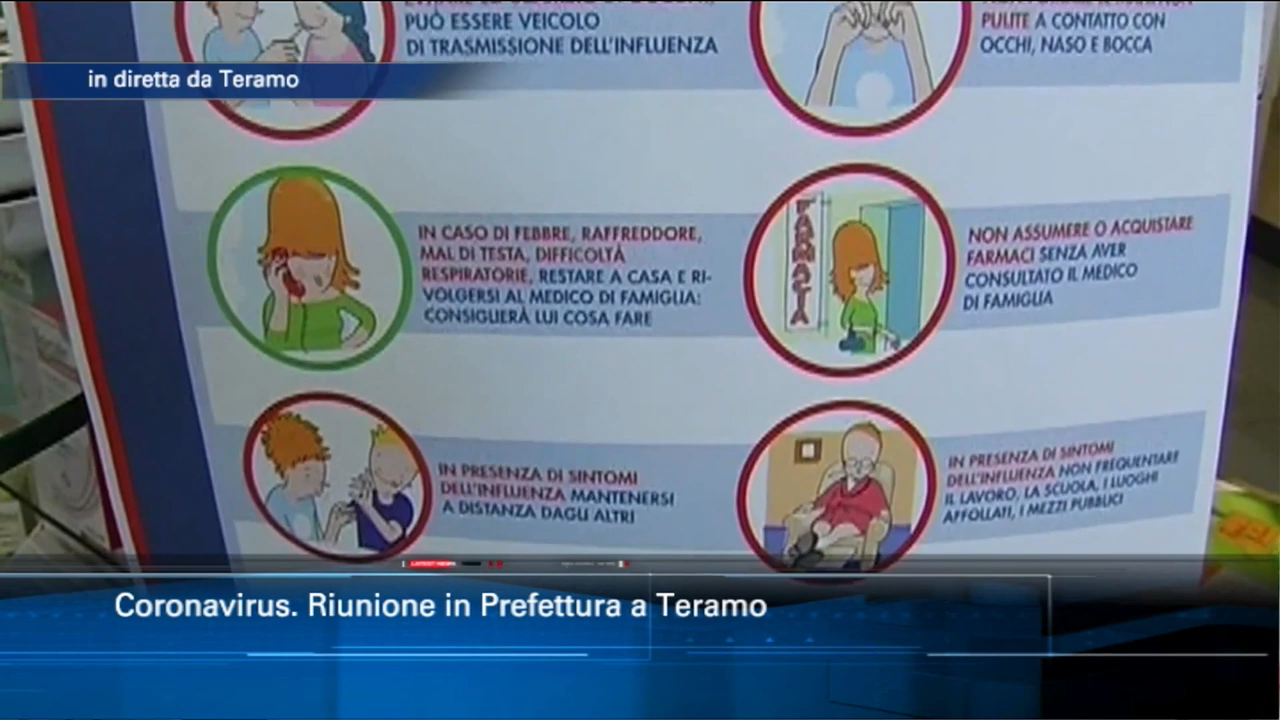 PUÒ ESSERE VEICOLO
DI TRASMISSIONE DELL'INFLUENZA
PULITE A CONTATTO CON
OCCHI, NASO E BOCCA
in diretta da Teramo
IN CASO DI FEBBRE, RAFFREDDORE,
MAL DI TESTA, DIFFICOLTÀ
RESPIRATORIE, RESTARE A CASA E RI-
VOLGERSI AL MEDICO DI FAMIGLIA:
CONSIGLIERÀ LUI COSA FARE
FARMACIA
NON ASSUMERE O ACQUISTARE
FARMACI SENZA AVER
CONSULTATO IL MEDICO
DI FAMIGLIA
IN PRESENZA DI SINTOMI
DELL'INFLUENZA MANTENERSI
A DISTANZA DAGLI ALTRI
IN PRESENZA DI SINTOMI
DELL'INFLUENZA NON FREQUENTARE
IL LAVORO, LA SCUOLA, I LUOGHI
AFFOLLATI, I MEZZI PUBBLICI
LATEST NEWS
Coronavirus. Riunione in Prefettura a Teramo